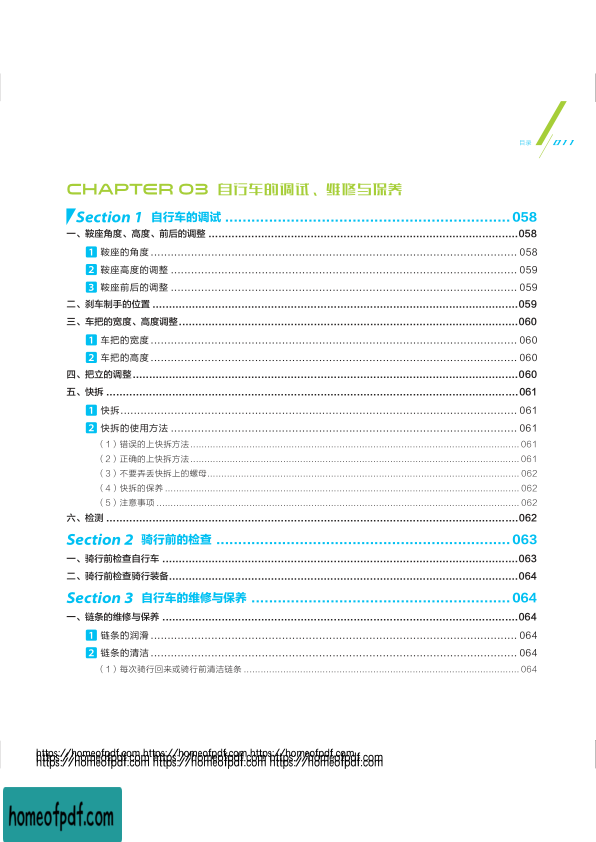 目录 011
CHAPTER 03 自行车的调试、维修与保养
Section 1 自行车的调试 ........ 058
一、鞍座角度、高度、前后的调整 ........ 058
1 鞍座的角度 ........ 058
2 鞍座高度的调整 ........ 059
3 鞍座前后的调整 ........ 059
二、刹车制手的位置 ........ 059
三、车把的宽度、高度调整 ........ 060
1 车把的宽度 ........ 060
2 车把的高度 ........ 060
四、把立的调整 ........ 060
五、快拆 ........ 061
1 快拆 ........ 061
2 快拆的使用方法 ........ 061
（1）错误的上快拆方法 ........ 061
（2）正确的上快拆方法 ........ 061
（3）不要弄丢快拆上的螺母 ........ 062
（4）快拆的保养 ........ 062
（5）注意事项 ........ 062
六、检测 ........ 062
Section 2 骑行前的检查 ........ 063
一、骑行前检查自行车 ........ 063
二、骑行前检查骑行装备 ........ 064
Section 3 自行车的维修与保养 ........ 064
一、链条的维修与保养 ........ 064
1 链条的润滑 ........ 064
2 链条的清洁 ........ 064
（1）每次骑行回来或骑行前清洁链条 ........ 064
https://homeofpdf.com https://homeofpdf.com https://homeofpdf.com
https://homeofpdf.com https://homeofpdf.com https://homeofpdf.com
homeofpdf.com